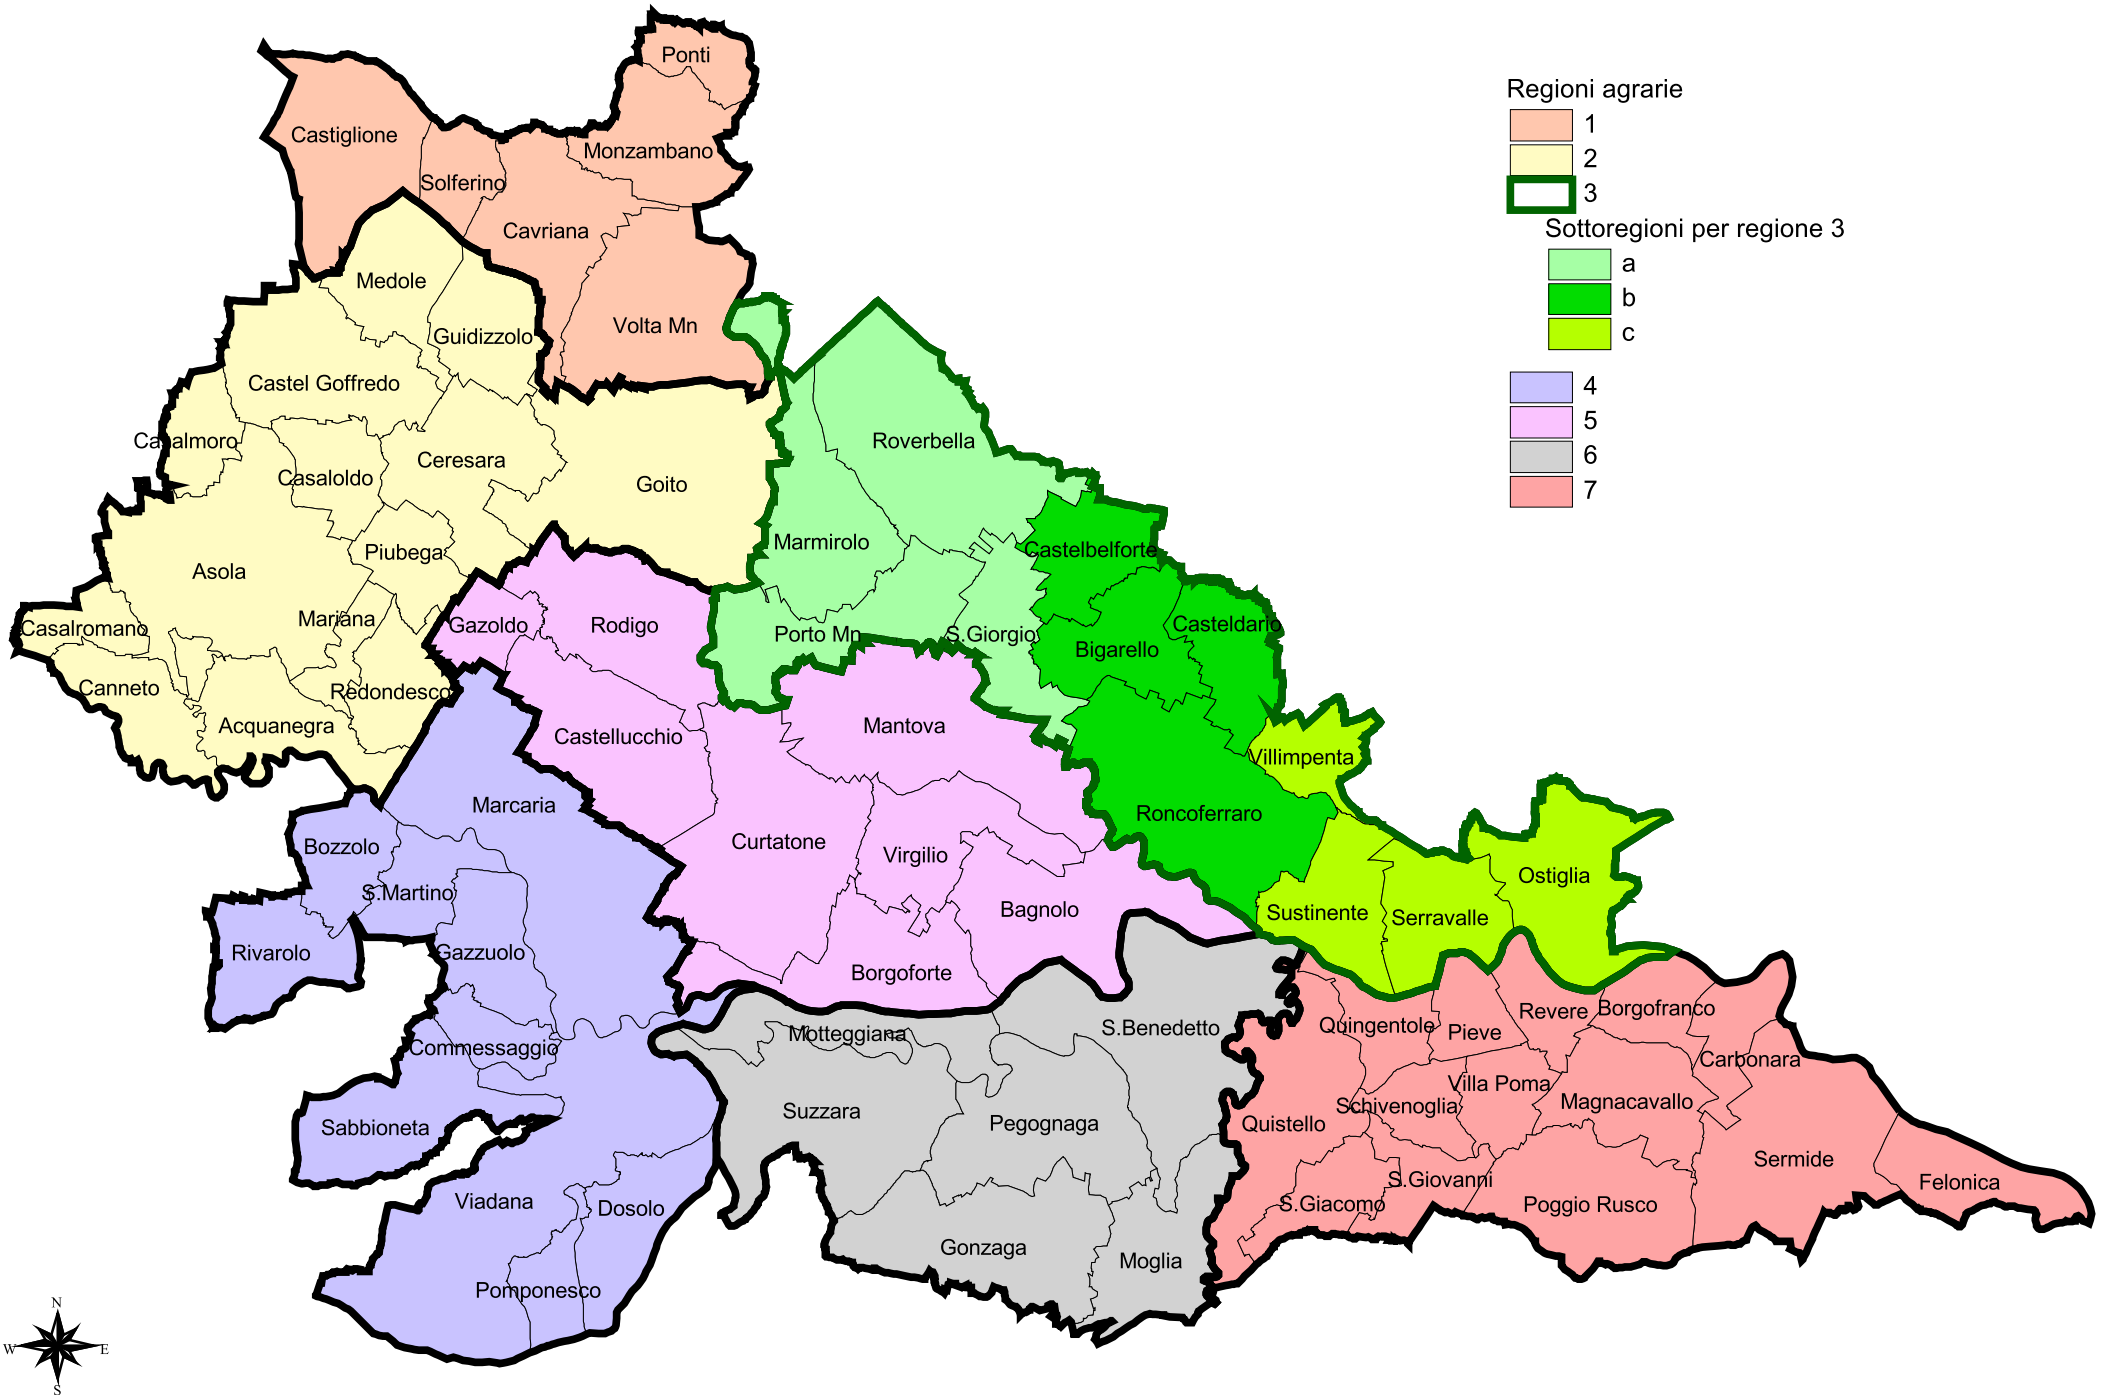 Ponti
Castiglione
Monzambano
Solferino
Cavriana
Medole
Volta Mn
Guidizzolo
Castel Goffredo
Casalmoro
Roverbella
Ceresara
Casaloldo
Goito
Marmirolo
Castelbelforte
Piubega
Asola
Mariana
Gazoldo
Rodigo
Casteldario
Casalromano
Porto Mn
S.Giorgio
Bigarello
Canneto
Redondesco
Acquanegra
Mantova
Castellucchio
Villimpenta
Marcaria
Roncoferraro
Curtatone
Bozzolo
Virgilio
Ostiglia
S.Martino
Bagnolo
Sustinente
Serravalle
Rivarolo
Gazzuolo
Borgoforte
Revere
Borgofranco
Quingentole
S.Benedetto
Pieve
Motteggiana
Commessaggio
Carbonara
Villa Poma
Magnacavallo
Schivenoglia
Suzzara
Pegognaga
Quistello
Sabbioneta
Sermide
S.Giovanni
Felonica
Viadana
S.Giacomo
Poggio Rusco
Dosolo
Gonzaga
Moglia
Pomponesco
Regioni agrarie
1
2
3
Sottoregioni per regione 3
a
b
c
4
5
6
7
N
W
E
S